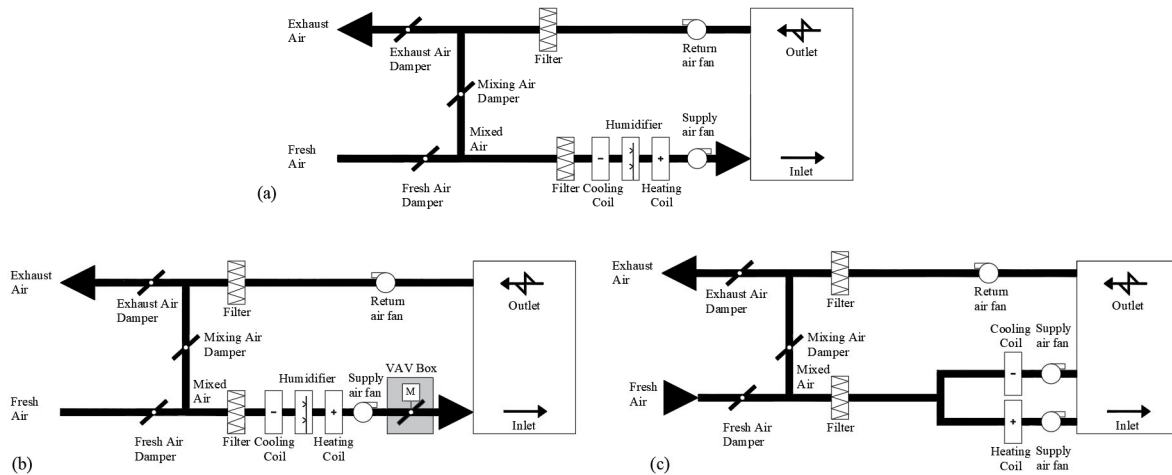 Exhaust
Air
Exhaust Air
Damper
Filter
Return
air fan
Outlet
Mixing Air
Damper
Mixed
Air
Fresh
Air
Fresh Air
Damper
Humidifier
Supply
air fan
Filter
Cooling
Coil
-
+
Heating
Coil
Inlet
(a)
Exhaust
Air
Exhaust Air
Damper
Filter
Return
air fan
Outlet
Mixing Air
Damper
Mixed
Air
Fresh
Air
Fresh Air
Damper
Humidifier
Supply
air fan
VAV Box
M
Filter
Cooling
Coil
-
+
Heating
Coil
Inlet
(b)
Exhaust
Air
Exhaust Air
Damper
Filter
Return
air fan
Outlet
Mixing Air
Damper
Mixed
Air
Fresh
Air
Fresh Air
Damper
Filter
Cooling
Coil
Supply
air fan
-
+
Heating
Coil
Supply
air fan
Inlet
(c)